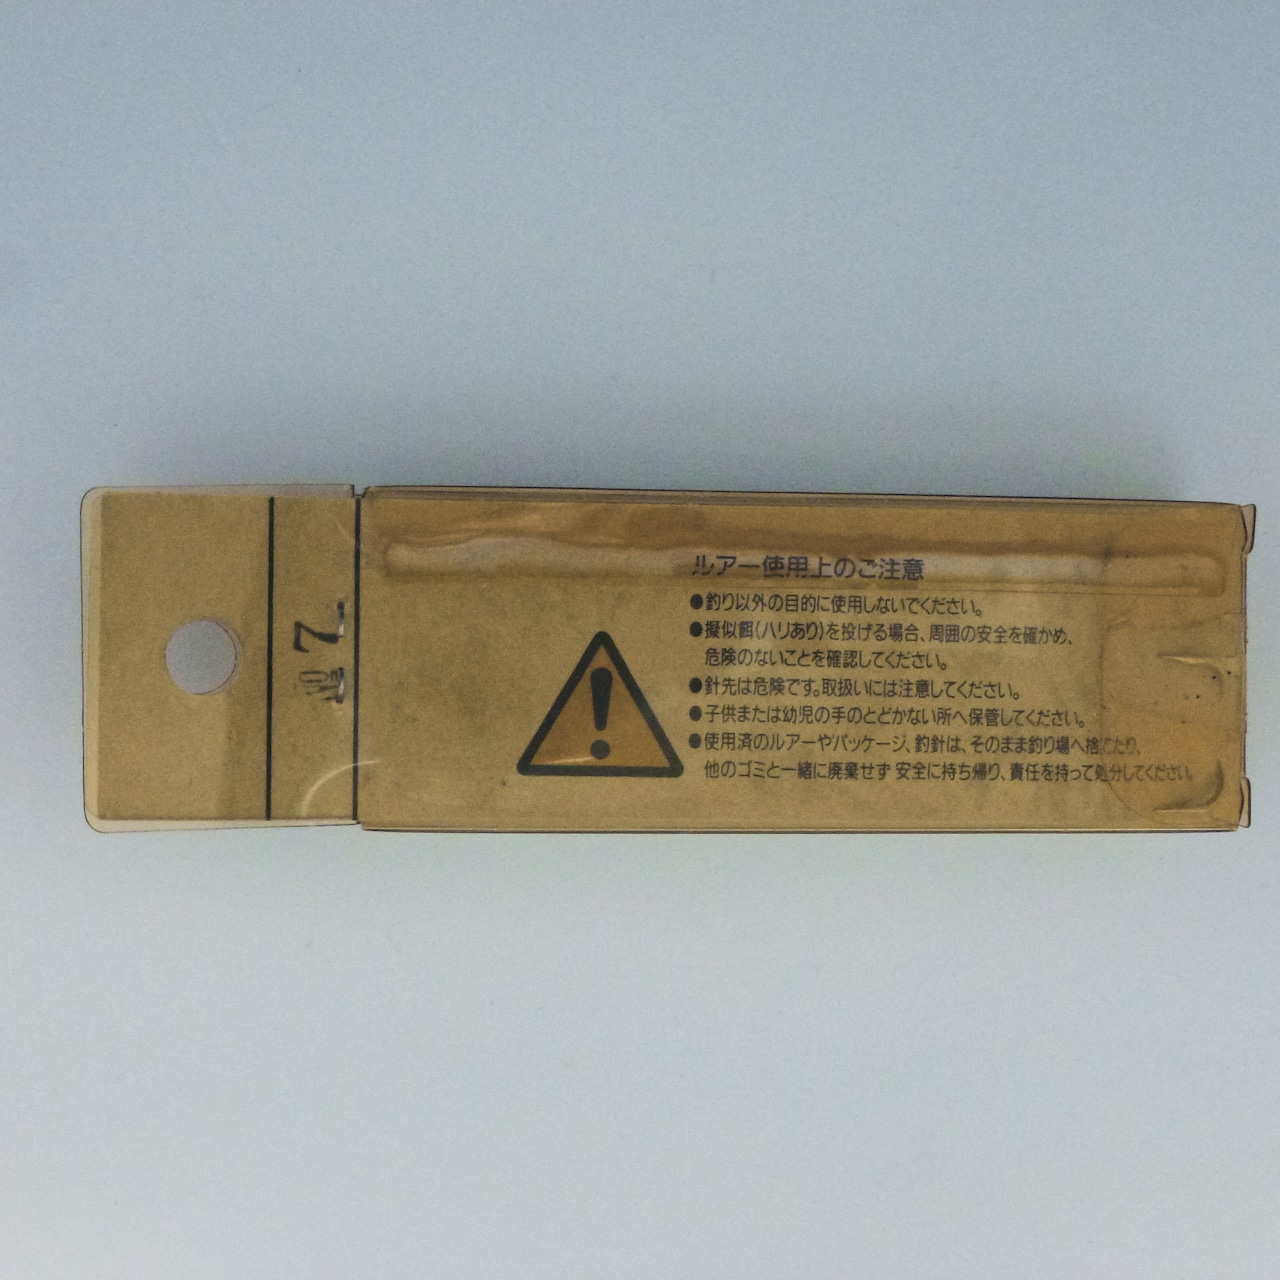 ルアー使用上のご注意
●釣り以外の目的に使用しないでください。
●擬似餌(ハリあり)を投げる場合、周囲の安全を確かめ、
危険のないことを確認してください。
●針先は危険です。取扱いには注意してください。
●子供または幼児の手のとどかない所へ保管してください。
●使用済のルアーやパッケージ、釣針は、そのまま釣り場へ捨てたり、
他のゴミと一緒に廃棄せず 安全に持ち帰り、責任を持って処分してください。